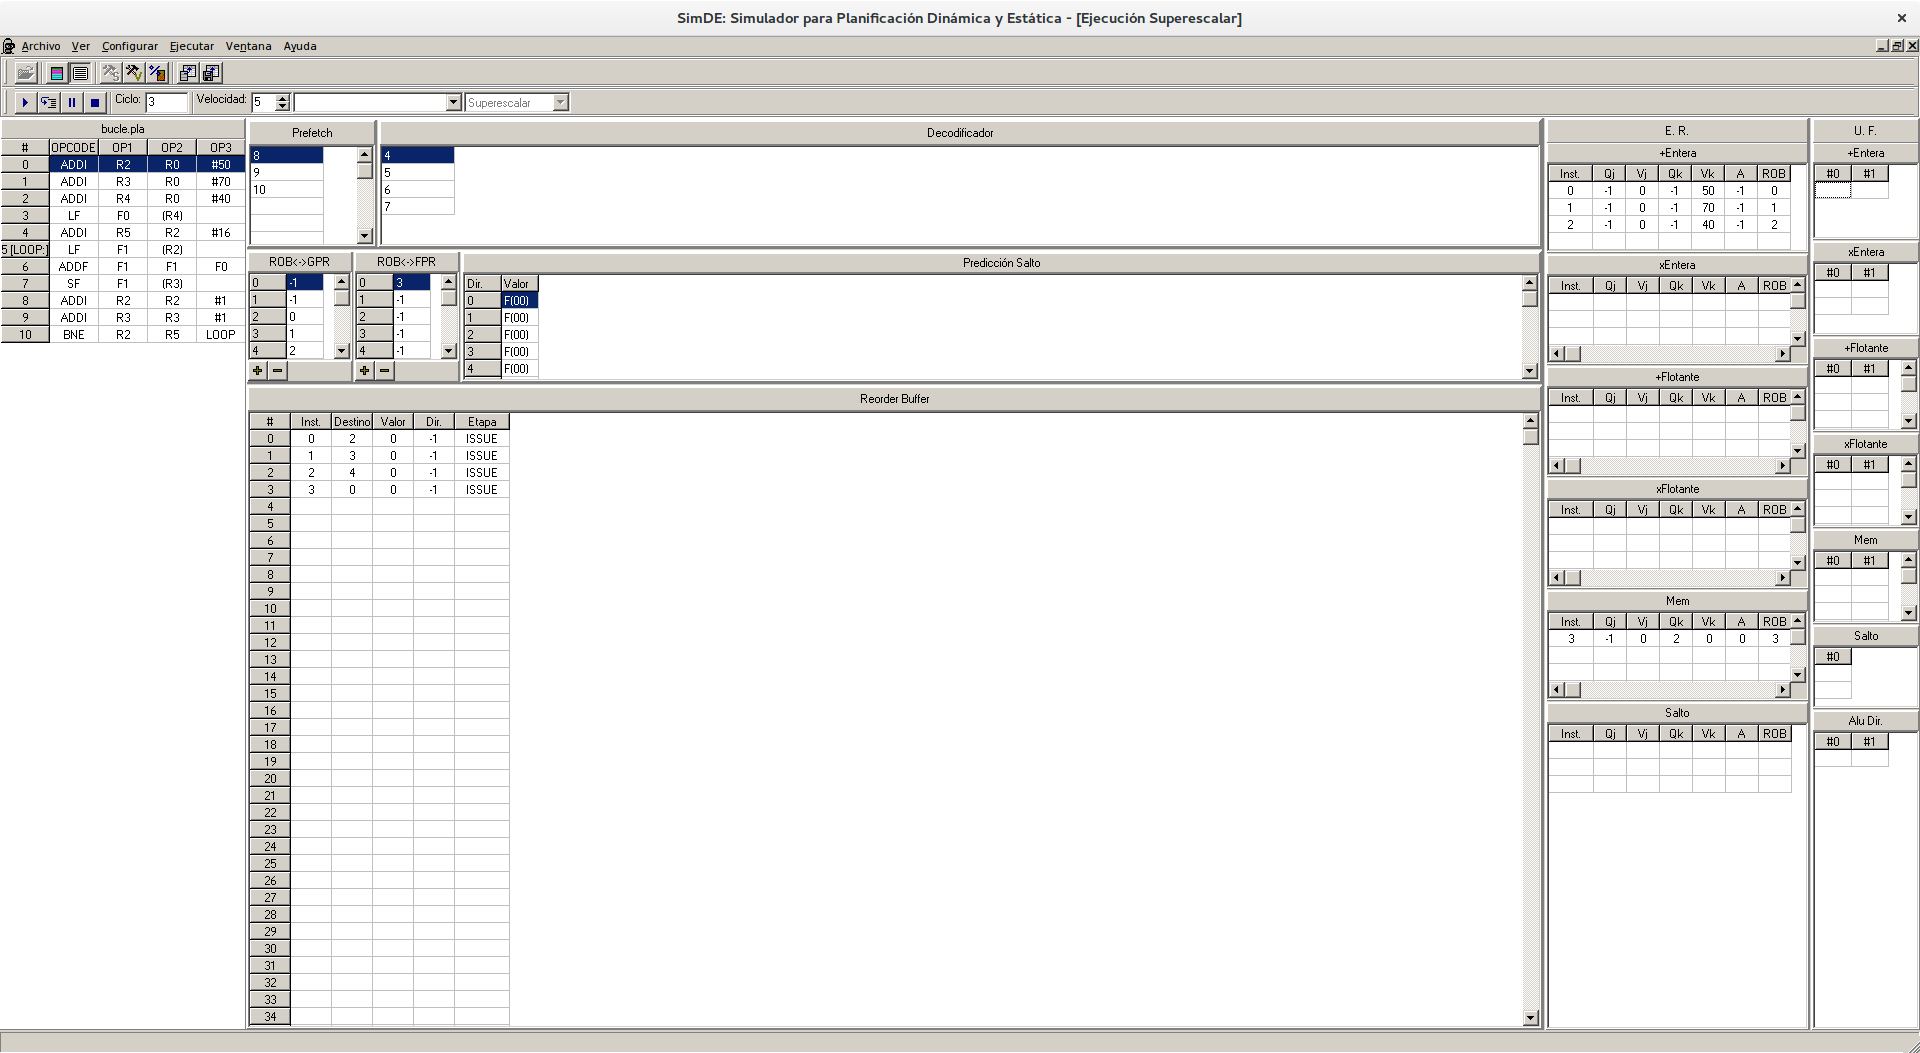 SimDE: Simulador para Planificación Dinámica y Estática - [Ejecución Superescalar]
Archivo Ver Configurar Ejecutar Ventana Ayuda
Ciclo: 3 Velocidad: 5 Superescalar
bucle.pla
# OPCODE OP1 OP2 OP3
0 ADDI R2 R0 #50
1 ADDI R3 R0 #70
2 ADDI R4 R0 #40
3 LF F0 (R4)
4 ADDI R5 R2 #16
5 [LOOP:] LF F1 (R2)
6 ADDF F1 F1 F0
7 SF F1 (R3)
8 ADDI R2 R2 #1
9 ADDI R3 R3 #1
10 BNE R2 R5 LOOP
Prefetch
8
9
10
Decodificador
4
5
6
7
ROB<->GPR
0 -1
1 -1
2 0
3 1
4 2
ROB<->FPR
0 3
1 -1
2 -1
3 -1
4 -1
Predicción Salto
Dir. Valor
0 F(00)
1 F(00)
2 F(00)
3 F(00)
4 F(00)
Reorder Buffer
# Inst. Destino Valor Dir. Etapa
0 0 2 0 -1 ISSUE
1 1 3 0 -1 ISSUE
2 2 4 0 -1 ISSUE
3 3 0 0 -1 ISSUE
4
5
6
7
8
9
10
11
12
13
14
15
16
17
18
19
20
21
22
23
24
25
26
27
28
29
30
31
32
33
34
E. R.
+Entera
Inst. Qj Vj Qk Vk A ROB
0 -1 0 -1 50 -1 0
1 -1 0 -1 70 -1 1
2 -1 0 -1 40 -1 2
xEntera
Inst. Qj Vj Qk Vk A ROB
+Flotante
Inst. Qj Vj Qk Vk A ROB
xFlotante
Inst. Qj Vj Qk Vk A ROB
Mem
Inst. Qj Vj Qk Vk A ROB
3 -1 0 2 0 0 3
Salto
Inst. Qj Vj Qk Vk A ROB
U. F.
+Entera
#0 #1
xEntera
#0 #1
+Flotante
#0 #1
xFlotante
#0 #1
Mem
#0 #1
Salto
#0
Alu Dir.
#0 #1